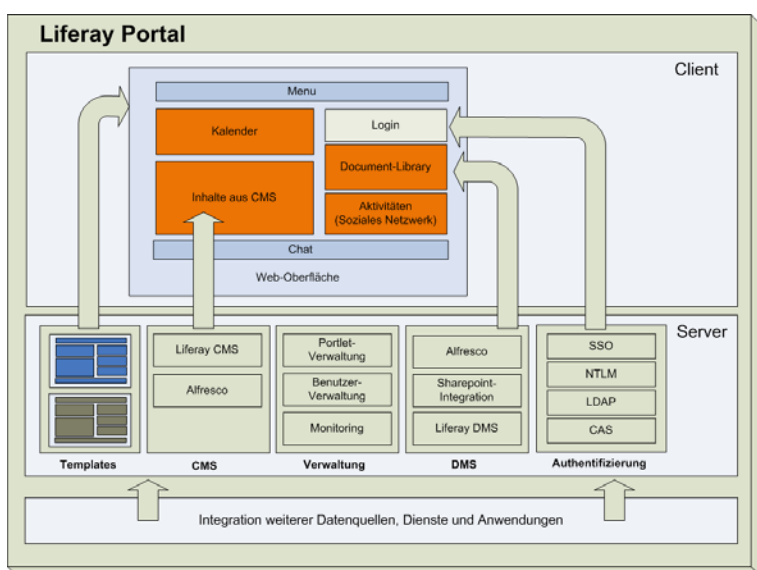 Liferay Portal
Client
Menu
Kalender
Login
Document-Library
Inhalte aus CMS
Aktivitäten
(Soziales Netzwerk)
Chat
Web-Oberfläche
Server
Liferay CMS
Alfresco
Portlet-
Verwaltung
Benutzer-
Verwaltung
Monitoring
Alfresco
Sharepoint-
Integration
Liferay DMS
SSO
NTLM
LDAP
CAS
Templates
CMS
Verwaltung
DMS
Authentifizierung
Integration weiterer Datenquellen, Dienste und Anwendungen